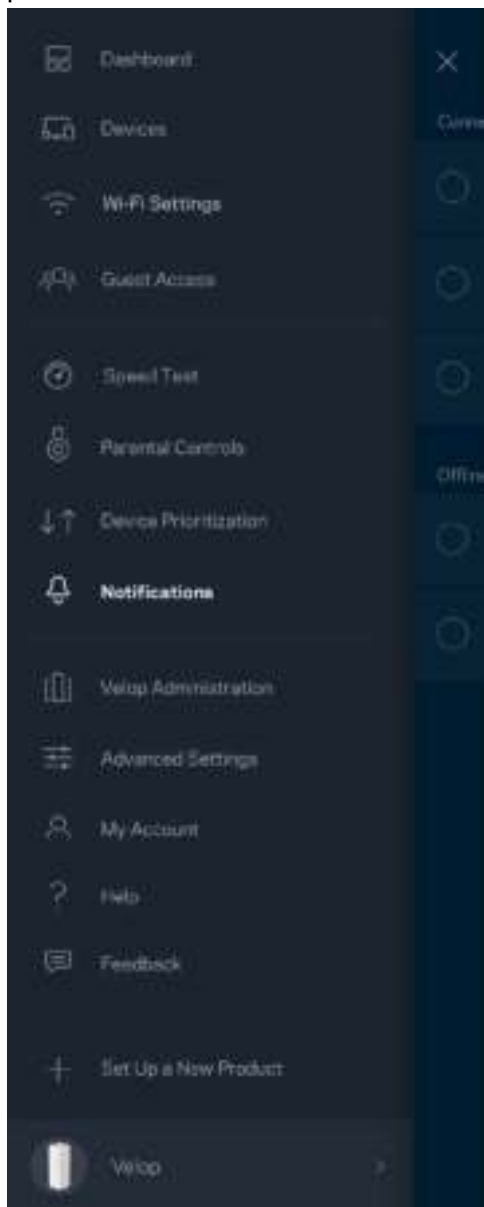 Dashboard
Devices
Wi-Fi Settings
Guest Access
Speed Test
Parental Controls
Device Prioritization
Notifications
Velop Administration
Advanced Settings
My Account
Help
Feedback
Set Up a New Product
Velop